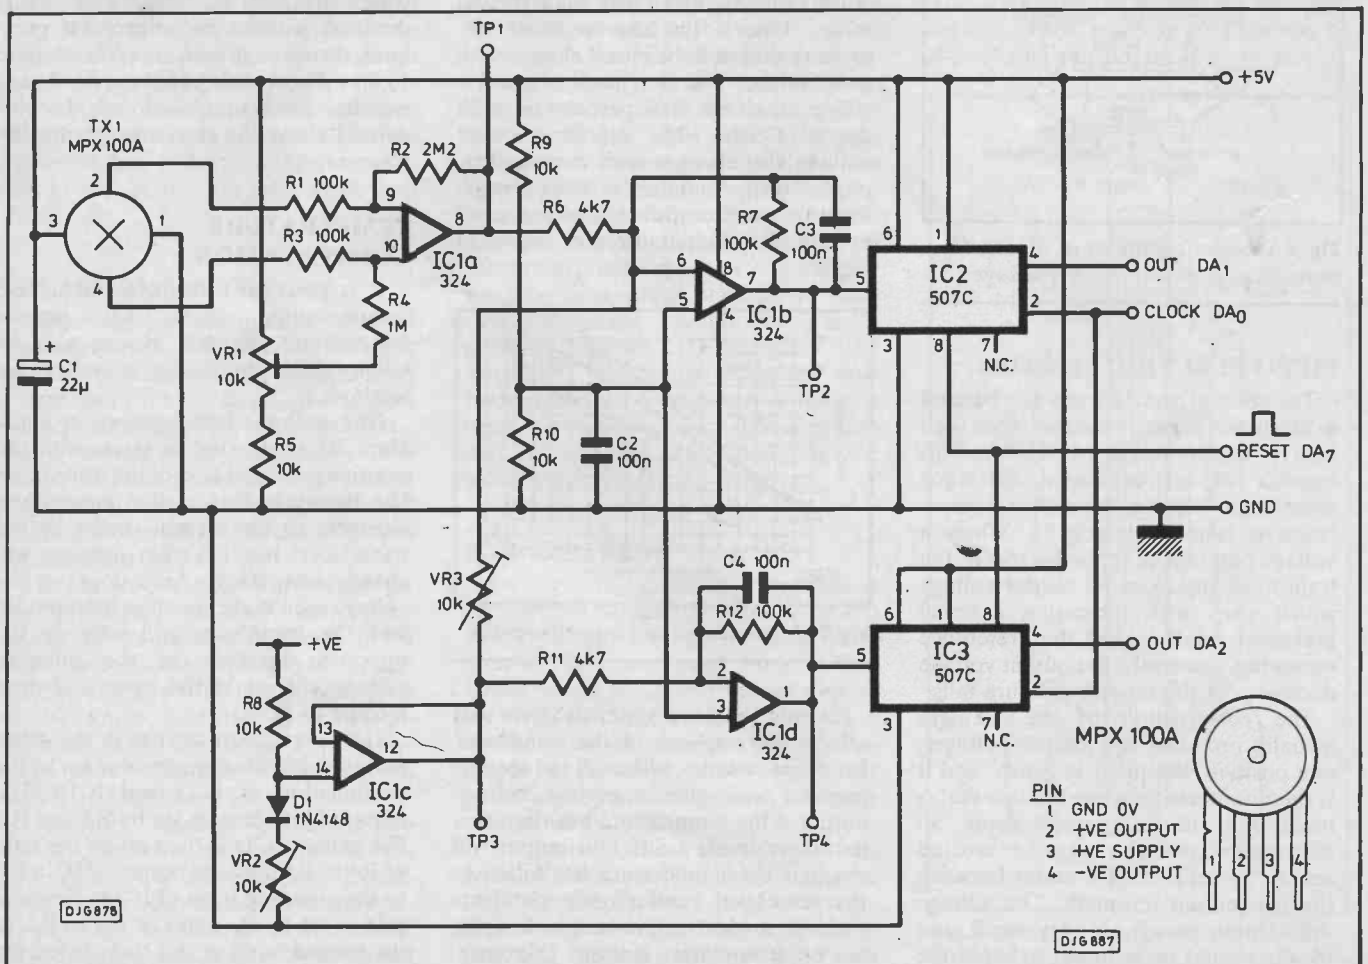 TP1
+5V
TX1
MPX 100A
2
3
1
4
R1 100k
R2 2M2
9
8
10
IC1a
324
R3 100k
R4
1M
VR1
10k
R5
10k
+
C1
22μ
R9
10k
R6 4k7
R7
100k
C3
100n
6
5
8
7
4
IC1b
324
TP2
R10
10k
C2
100n
6
1
5
IC2
507C
4
2
3
8
7
N.C.
OUT DA1
CLOCK DA0
RESET DA7
GND
VR3
10k
+VE
R8
10k
13
14
12
IC1c
324
D1
1N4148
VR2
10k
TP3
R11 4k7
C4 100n
R12 100k
2
3
1
IC1d
324
TP4
6
1
8
5
IC3
507C
4
2
3
7
N.C.
OUT DA2
MPX 100A
PIN
1 GND 0V
2 +VE OUTPUT
3 +VE SUPPLY
4 -VE OUTPUT
1 2 3 4
DJG875
DJG887